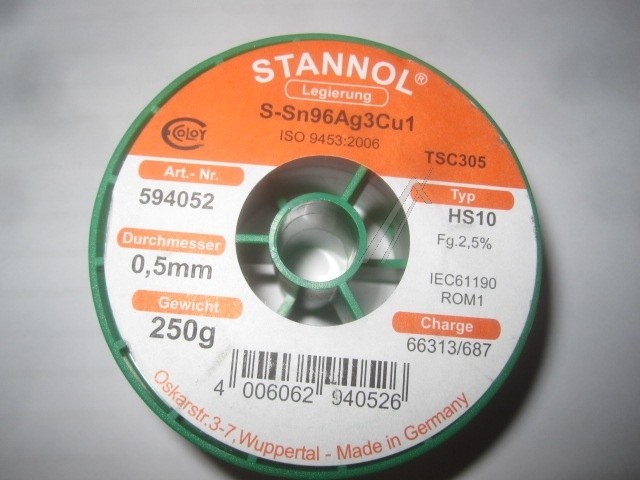 STANNOL®
Legierung
S-Sn96Ag3Cu1
ISO 9453:2006
TSC305
ECOLOY
Art.- Nr.
594052
Typ
HS10
Fg.2,5%
Durchmesser
0,5mm
IEC61190
ROM1
Gewicht
250g
Charge
66313/687
4 006062 940526
Oskarstr.3-7,Wuppertal - Made in Germany